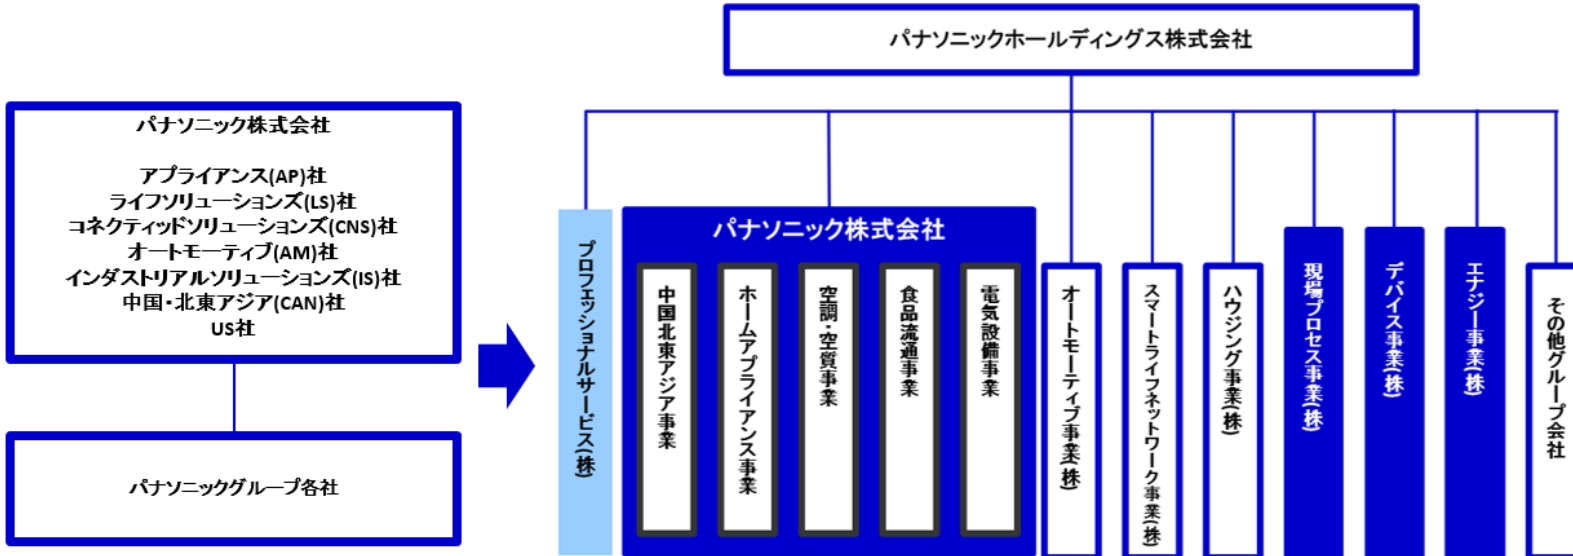 パナソニック株式会社
アプライアンス(AP)社
ライフソリューションズ(LS)社
コネクティッドソリューションズ(CNS)社
オートモーティブ(AM)社
インダストリアルソリューションズ(IS)社
中国・北東アジア(CAN)社
US社
パナソニックグループ各社
パナソニックホールディングス株式会社
プロフェッショナルサービス(株)
パナソニック株式会社
中国北東アジア事業
ホームアプライアンス事業
空調・空質事業
食品流通事業
電気設備事業
オートモーティブ事業(株)
スマートライフネットワーク事業(株)
ハウジング事業(株)
現場プロセス事業(株)
デバイス事業(株)
エナジー事業(株)
その他グループ会社